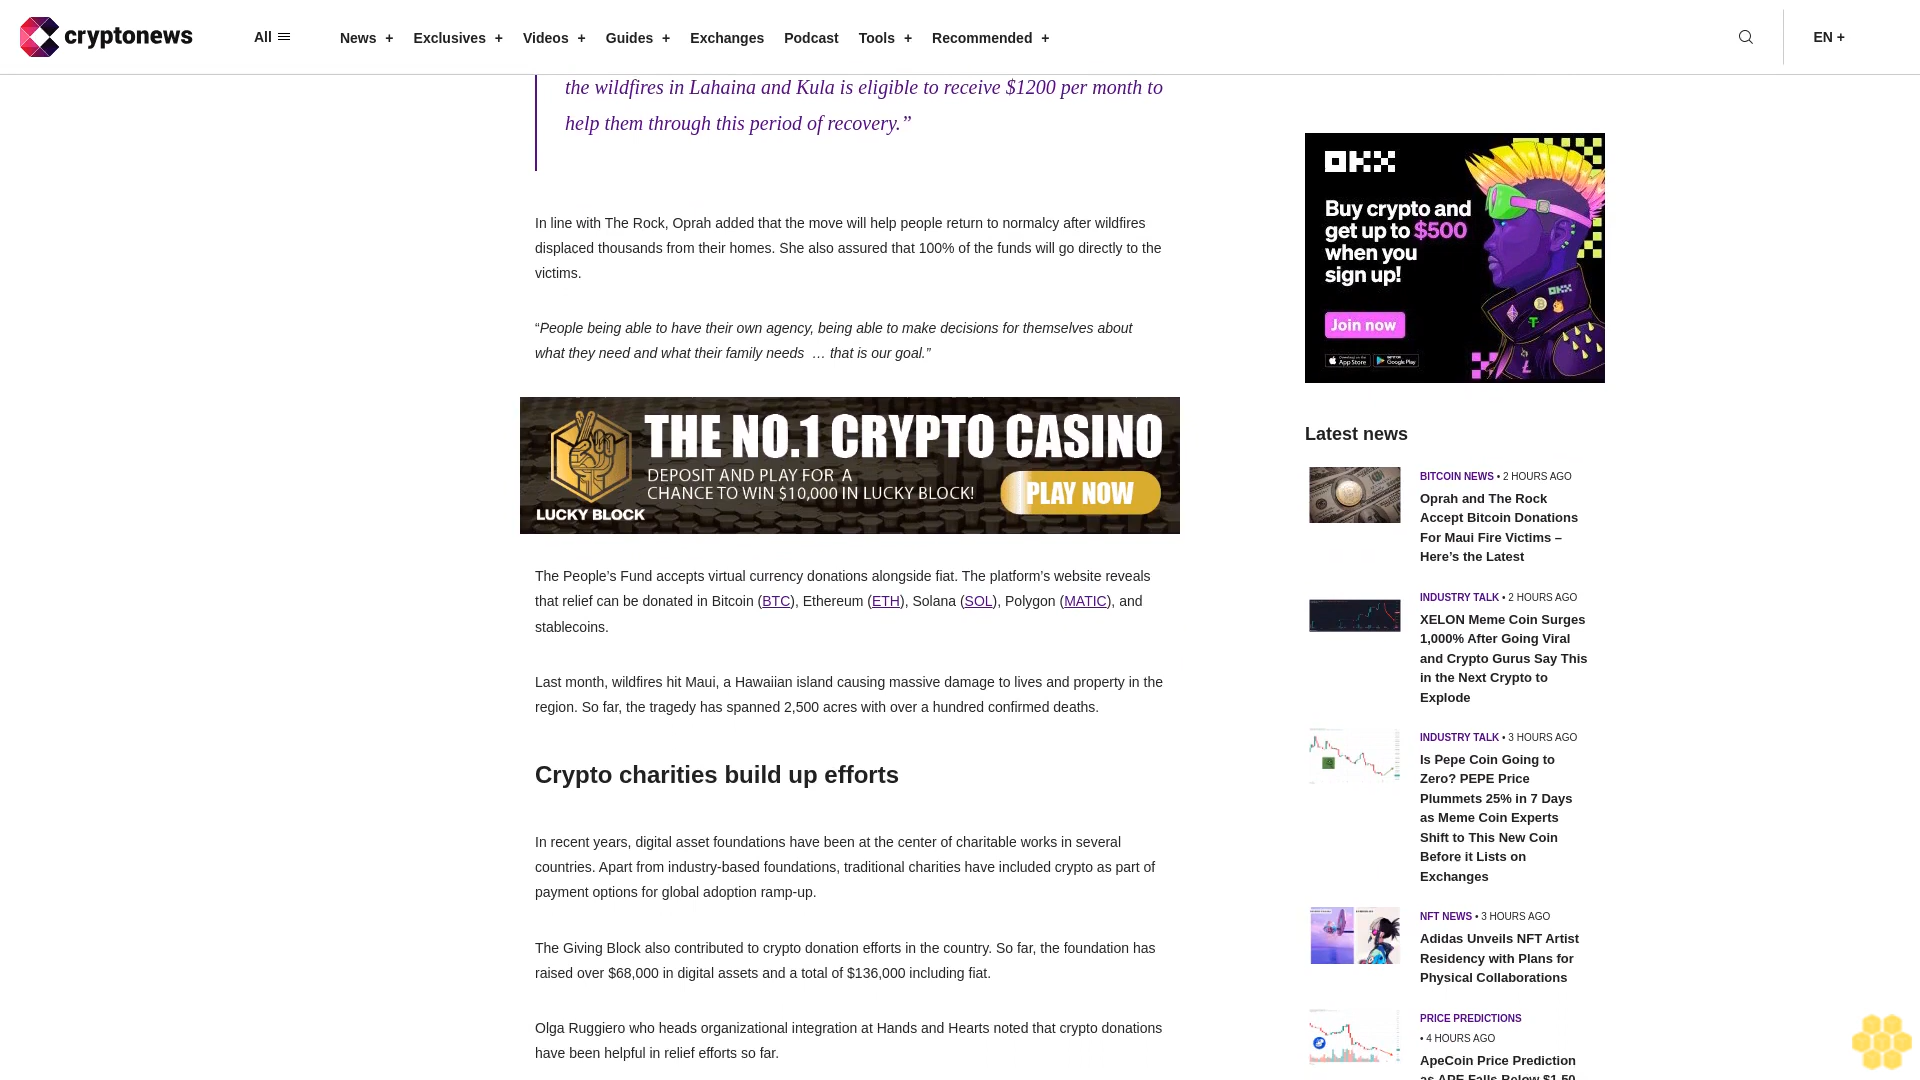 cryptonews
All
News +
Exclusives +
Videos +
Guides +
Exchanges
Podcast
Tools +
Recommended +
EN +
the wildfires in Lahaina and Kula is eligible to receive $1200 per month to
help them through this period of recovery.”
In line with The Rock, Oprah added that the move will help people return to normalcy after wildfires
displaced thousands from their homes. She also assured that 100% of the funds will go directly to the
victims.
“People being able to have their own agency, being able to make decisions for themselves about
what they need and what their family needs … that is our goal.”
THE NO.1 CRYPTO CASINO
DEPOSIT AND PLAY FOR A
CHANCE TO WIN $10,000 IN LUCKY BLOCK!
PLAY NOW
LUCKY BLOCK
The People’s Fund accepts virtual currency donations alongside fiat. The platform’s website reveals
that relief can be donated in Bitcoin (BTC), Ethereum (ETH), Solana (SOL), Polygon (MATIC), and
stablecoins.
Last month, wildfires hit Maui, a Hawaiian island causing massive damage to lives and property in the
region. So far, the tragedy has spanned 2,500 acres with over a hundred confirmed deaths.
Crypto charities build up efforts
In recent years, digital asset foundations have been at the center of charitable works in several
countries. Apart from industry-based foundations, traditional charities have included crypto as part of
payment options for global adoption ramp-up.
The Giving Block also contributed to crypto donation efforts in the country. So far, the foundation has
raised over $68,000 in digital assets and a total of $136,000 including fiat.
Olga Ruggiero who heads organizational integration at Hands and Hearts noted that crypto donations
have been helpful in relief efforts so far.
OKX
Buy crypto and
get up to $500
when you
sign up!
Join now
App Store
Google Play
OKX
Latest news
BITCOIN NEWS • 2 HOURS AGO
Oprah and The Rock
Accept Bitcoin Donations
For Maui Fire Victims –
Here’s the Latest
INDUSTRY TALK • 2 HOURS AGO
XELON Meme Coin Surges
1,000% After Going Viral
and Crypto Gurus Say This
in the Next Crypto to
Explode
INDUSTRY TALK • 3 HOURS AGO
Is Pepe Coin Going to
Zero? PEPE Price
Plummets 25% in 7 Days
as Meme Coin Experts
Shift to This New Coin
Before it Lists on
Exchanges
NFT NEWS • 3 HOURS AGO
Adidas Unveils NFT Artist
Residency with Plans for
Physical Collaborations
PRICE PREDICTIONS
• 4 HOURS AGO
ApeCoin Price Prediction
as APE Falls Below $1.50